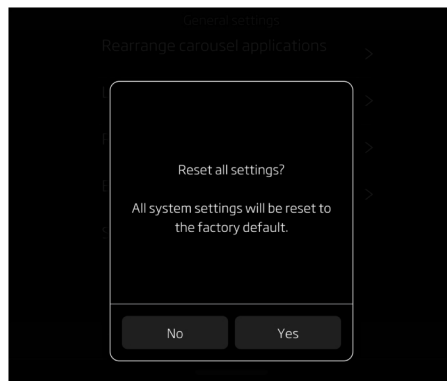 General settings
Rearrange carousel applications
Reset all settings?
All system settings will be reset to
the factory default.
No
Yes